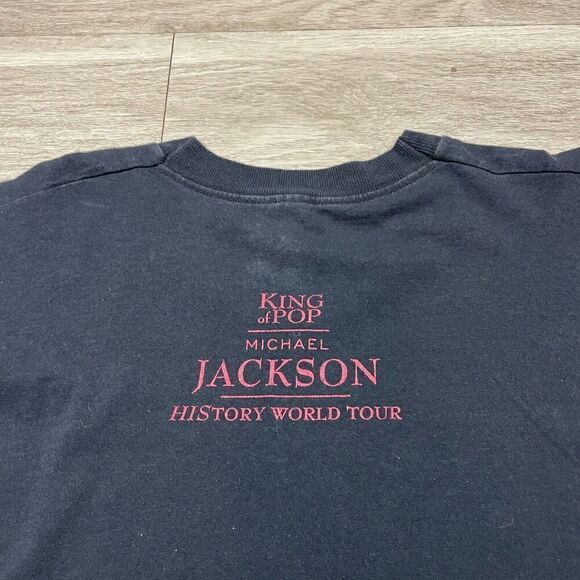 KING
of POP
MICHAEL
JACKSON
HISTORY WORLD TOUR